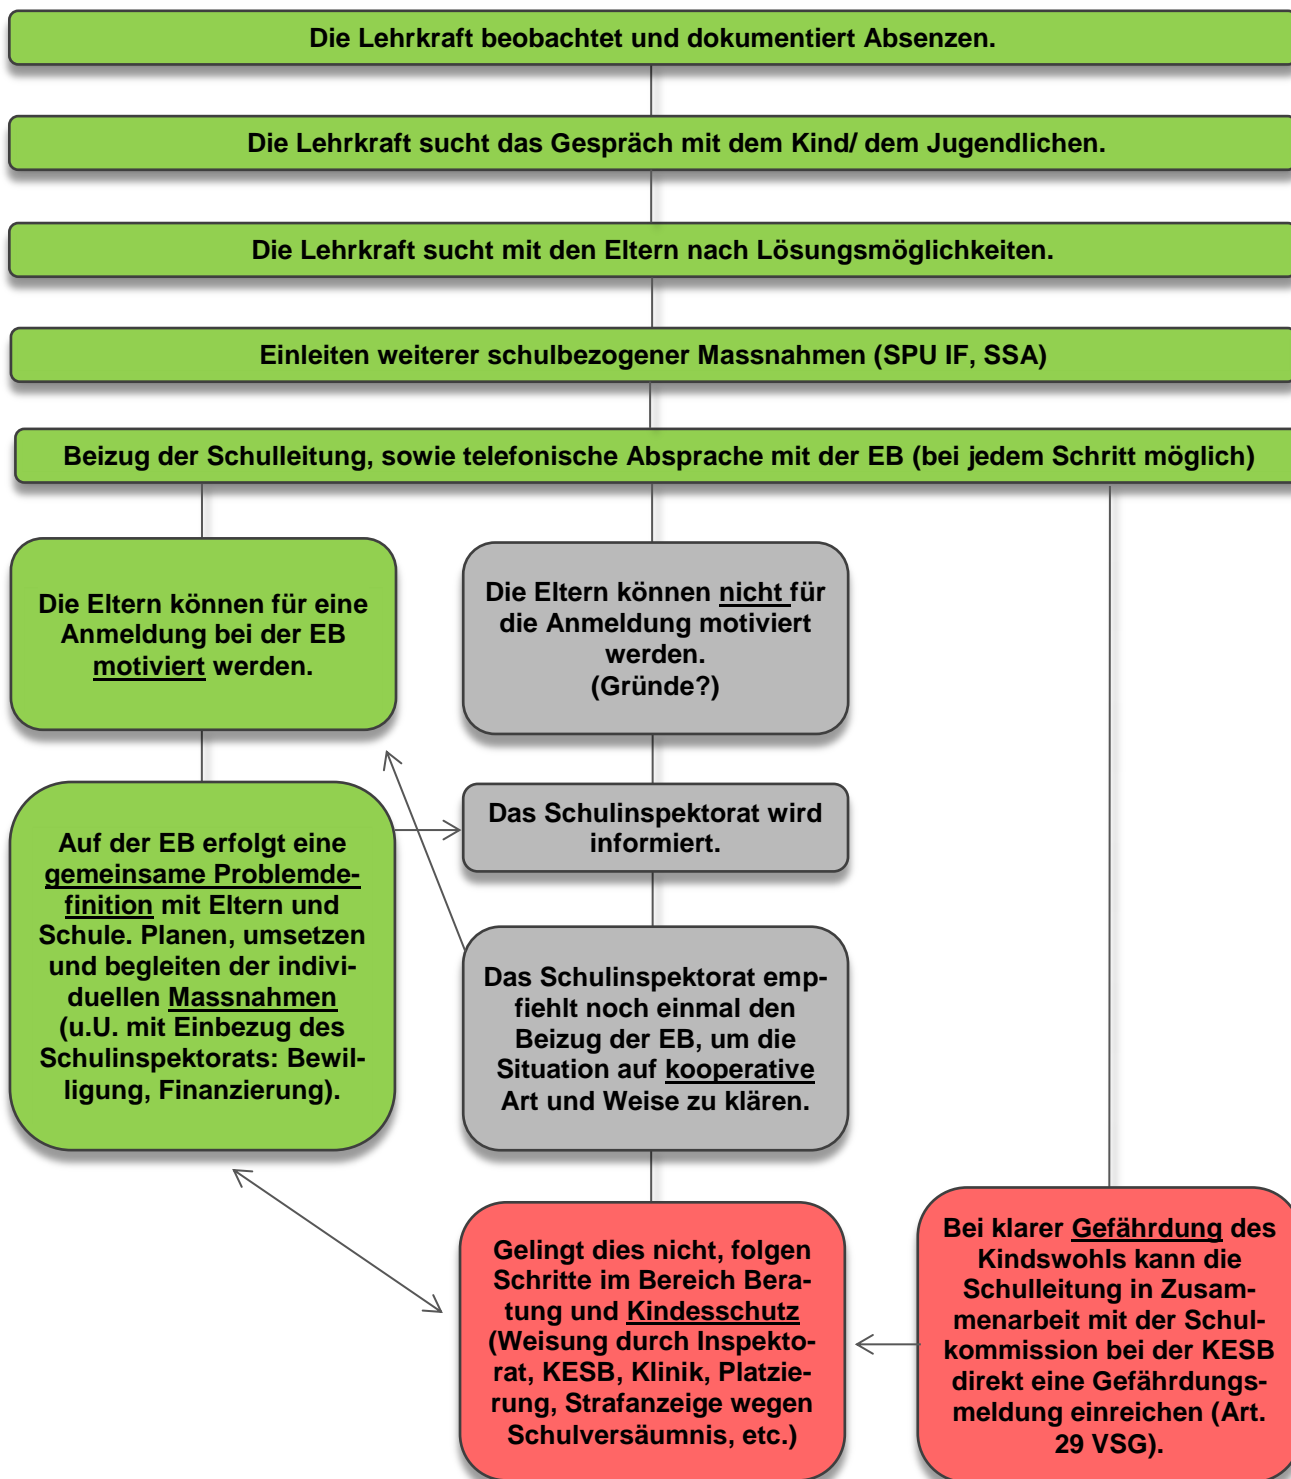 Die Lehrkraft beobachtet und dokumentiert Absenzen.
Die Lehrkraft sucht das Gespräch mit dem Kind/ dem Jugendlichen.
Die Lehrkraft sucht mit den Eltern nach Lösungsmöglichkeiten.
Einleiten weiterer schulbezogener Massnahmen (SPU IF, SSA)
Beizug der Schulleitung, sowie telefonische Absprache mit der EB (bei jedem Schritt möglich)
Die Eltern können für eine
Anmeldung bei der EB
motiviert werden.
Die Eltern können nicht für
die Anmeldung motiviert
werden.
(Gründe?)
Auf der EB erfolgt eine
gemeinsame Problemde-
finition mit Eltern und
Schule. Planen, umsetzen
und begleiten der indivi-
duellen Massnahmen
(u.U. mit Einbezug des
Schulinspektorats: Bewil-
ligung, Finanzierung).
Das Schulinspektorat wird
informiert.
Das Schulinspektorat emp-
fiehlt noch einmal den
Beizug der EB, um die
Situation auf kooperative
Art und Weise zu klären.
Gelingt dies nicht, folgen
Schritte im Bereich Bera-
tung und Kindesschutz
(Weisung durch Inspekto-
rat, KESB, Klinik, Platzie-
rung, Strafanzeige wegen
Schulversäumnis, etc.)
Bei klarer Gefährdung des
Kindswohls kann die
Schulleitung in Zusam-
menarbeit mit der Schul-
kommission bei der KESB
direkt eine Gefährdungs-
meldung einreichen (Art.
29 VSG).